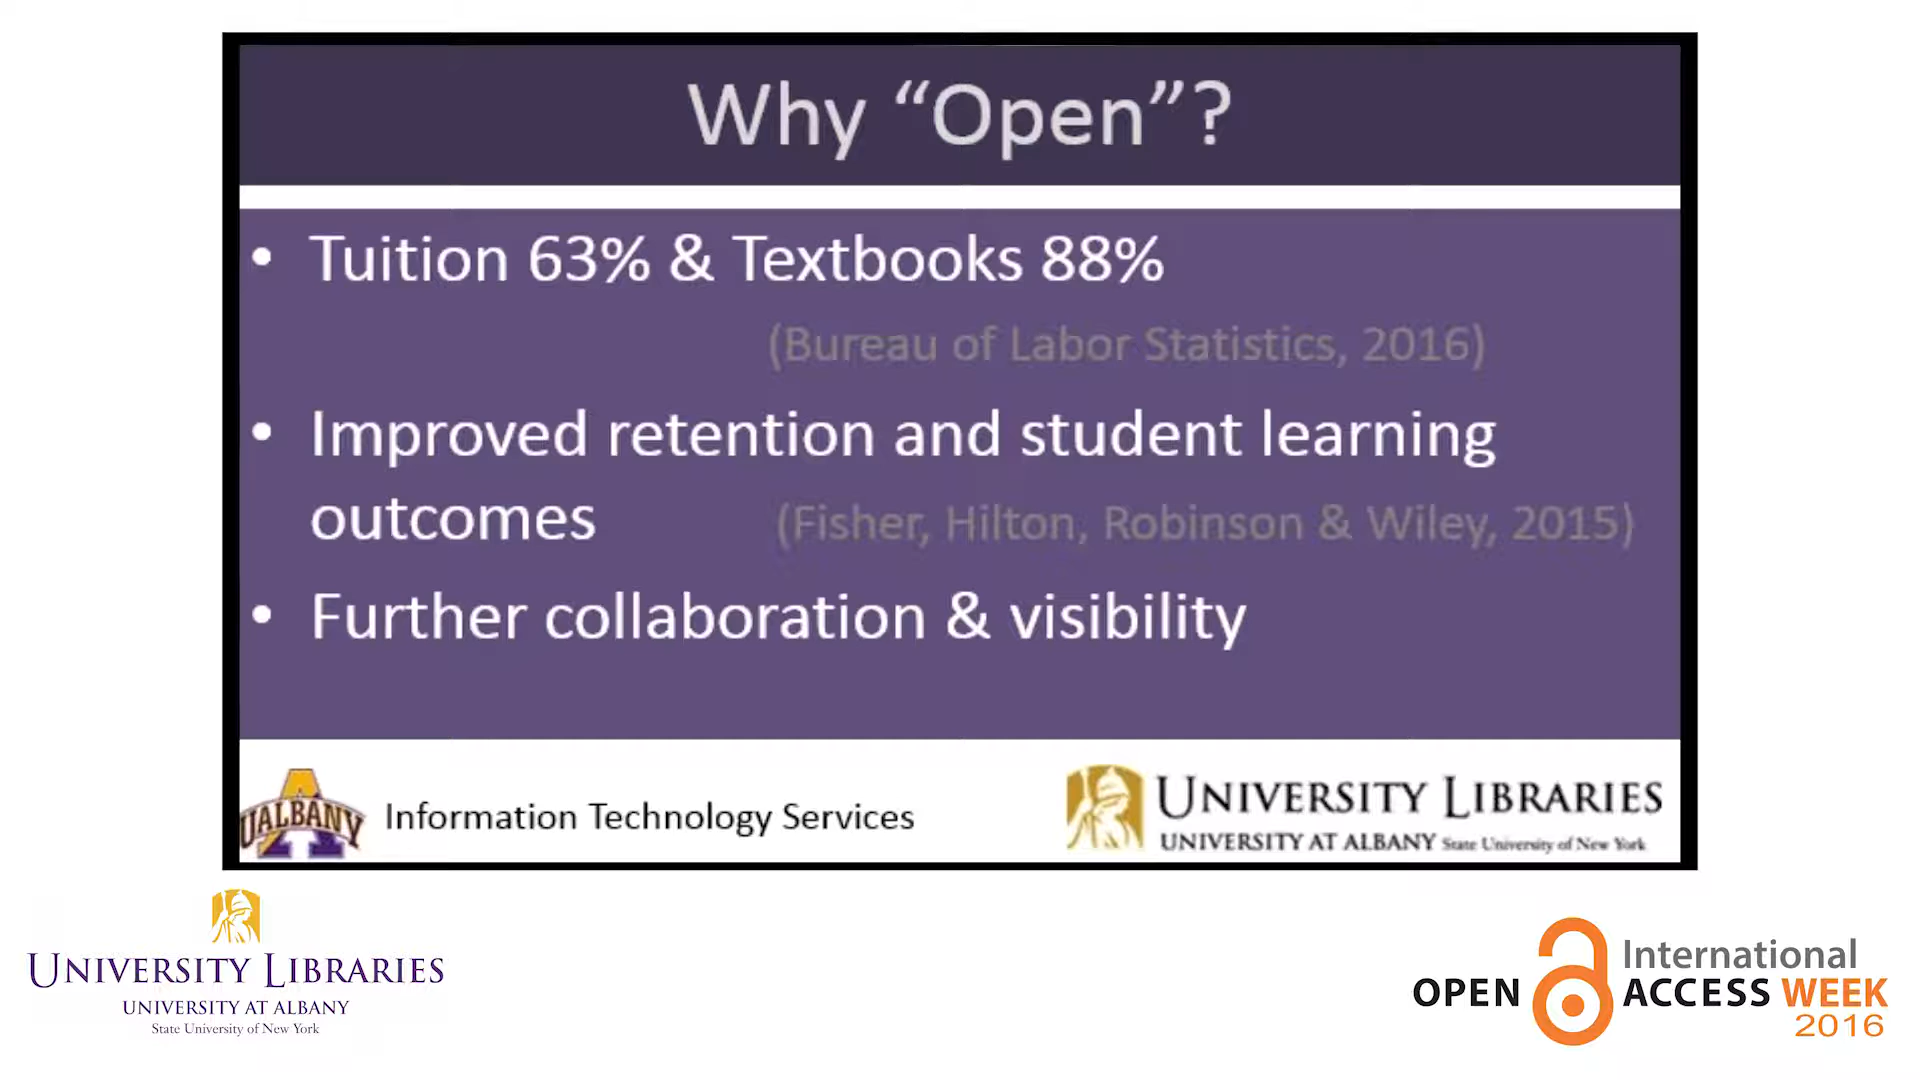 Why “Open”?
• Tuition 63% & Textbooks 88%
(Bureau of Labor Statistics, 2016)
• Improved retention and student learning
outcomes (Fisher, Hilton, Robinson & Wiley, 2015)
• Further collaboration & visibility
UALBANY
Information Technology Services
UNIVERSITY LIBRARIES
UNIVERSITY AT ALBANY State University of New York
UNIVERSITY LIBRARIES
UNIVERSITY AT ALBANY
State University of New York
International
OPEN ACCESS WEEK
2016